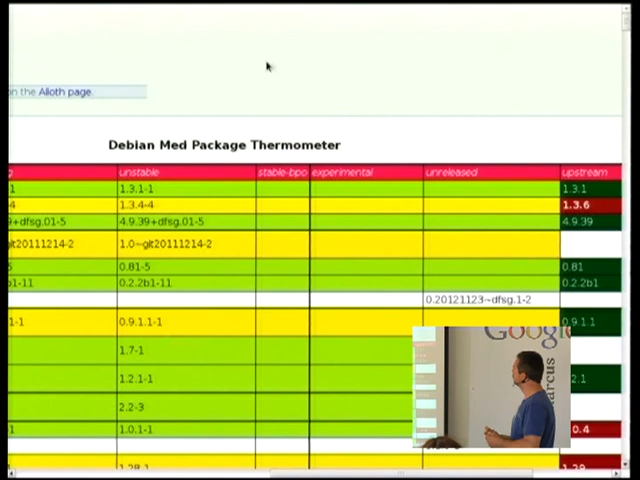 on the Alioth page.
Debian Med Package Thermometer
unstable stable-bpo experimental unreleased upstream
1.3.1-1 1.3.1
4 1.3.4-4 1.3.6
9+dfsg.01-5 4.9.39+dfsg.01-5 4.9.39
git20111214-2 1.0~git20111214-2
0.81-5 0.81
b1-11 0.2.2b1-11 0.2.2b1
0.20121123~dfsg.1-2
1-1 0.9.1.1-1 0.9.1.1
1.7-1
1.2.1-1 2.1
2.2-3
1.0.1-1 0.4
1.28.1 1.29
Google
arcus